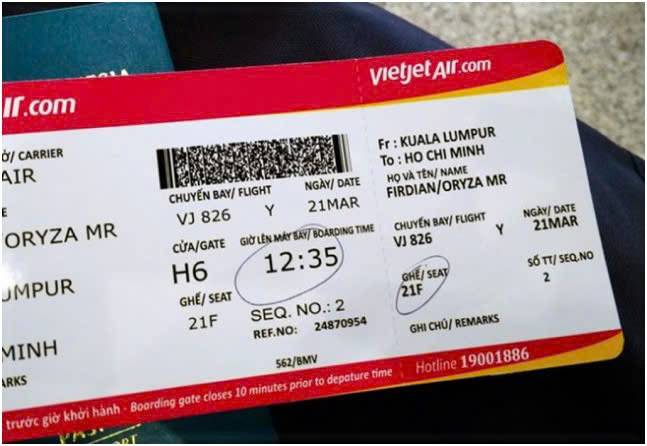 Ir.com
vietjet Air.com
ỜI/ CARRIER
AIR
/ORYZA MR
UMPUR
MINH
ARKS
CHUYẾN BAY/ FLIGHT NGÀY/ DATE
VJ 826 Y 21MAR
CỬA/GATE GIỜ LÊN MÁY BAY/ BOARDING TIME
H6 12:35
GHẾ/ SEAT
21F SEQ. NO.: 2
REF.NO: 24870954
562/BMV
Fr : KUALA LUMPUR
To : HO CHI MINH
HỌ VÀ TÊN/ NAME
FIRDIAN/ORYZA MR
CHUYẾN BAY/ FLIGHT NGÀY/ DATE
VJ 826 Y 21MAR
GHẾ/ SEAT SỐ TT/ SEQ.NO
21F 2
GHI CHÚ/ REMARKS
trước giờ khởi hành - Boarding gate closes 10 minutes prior to depature time
Hotline 19001886